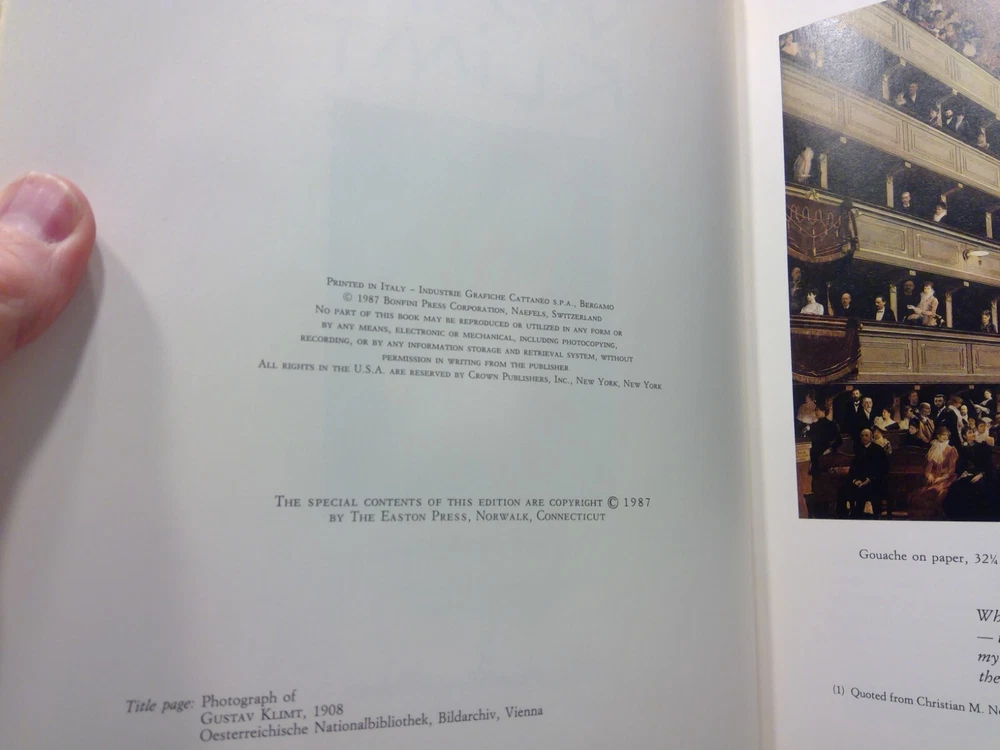 PRINTED IN ITALY – INDUSTRIE GRAFICHE CATTANEO S.P.A., BERGAMO
© 1987 BONFINI PRESS CORPORATION, NAEFELS, SWITZERLAND
NO PART OF THIS BOOK MAY BE REPRODUCED OR UTILIZED IN ANY FORM OR
BY ANY MEANS, ELECTRONIC OR MECHANICAL, INCLUDING PHOTOCOPYING,
RECORDING, OR BY ANY INFORMATION STORAGE AND RETRIEVAL SYSTEM, WITHOUT
PERMISSION IN WRITING FROM THE PUBLISHER
ALL RIGHTS IN THE U.S.A. ARE RESERVED BY CROWN PUBLISHERS, INC., NEW YORK, NEW YORK
THE SPECIAL CONTENTS OF THIS EDITION ARE COPYRIGHT © 1987
BY THE EASTON PRESS, NORWALK, CONNECTICUT
Title page: Photograph of
GUSTAV KLIMT, 1908
Oesterreichische Nationalbibliothek, Bildarchiv, Vienna
Gouache on paper, 32¼
Wh
—
my
the
(1) Quoted from Christian M. Ne